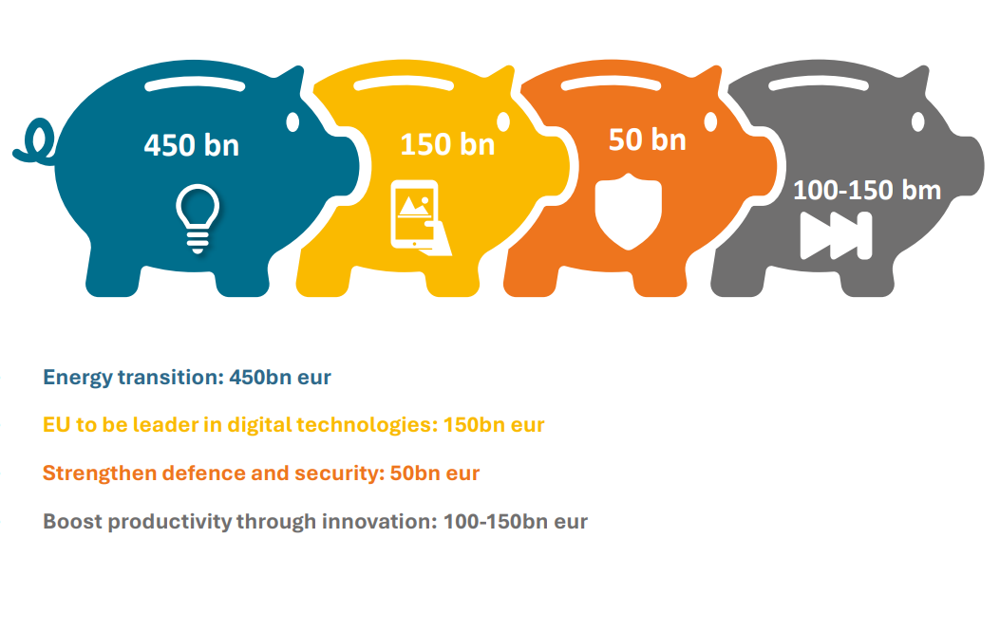 450 bn
150 bn
50 bn
100-150 bm
Energy transition: 450bn eur
EU to be leader in digital technologies: 150bn eur
Strengthen defence and security: 50bn eur
Boost productivity through innovation: 100-150bn eur